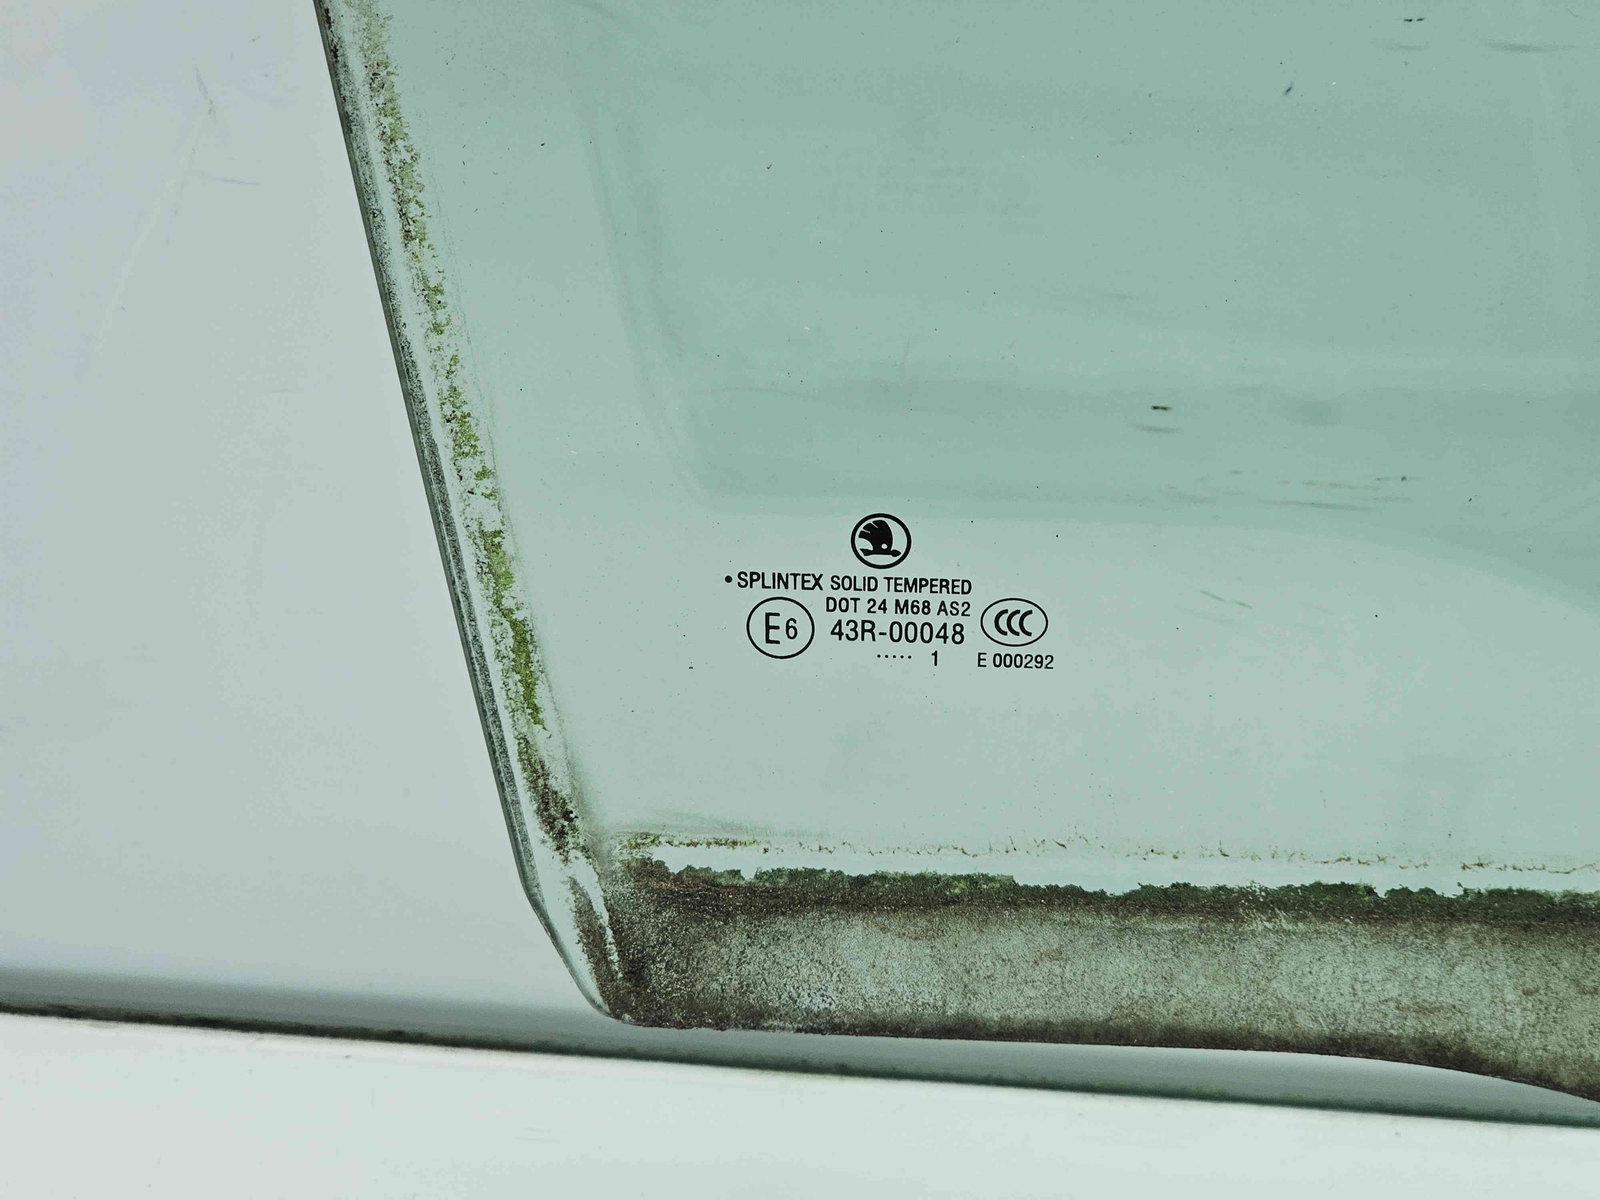 • SPLINTEX SOLID TEMPERED
DOT 24 M68 AS2
E6 43R-00048 CCC
..... 1 E 000292